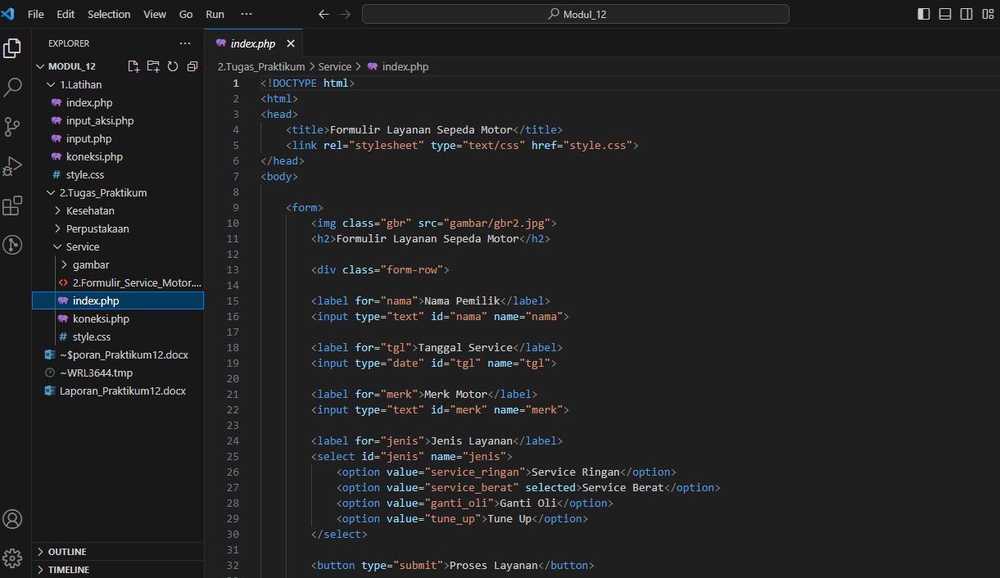 File Edit Selection View Go Run ···
Modul_12
EXPLORER ···
MODUL_12
1.Latihan
index.php
input_aksi.php
input.php
koneksi.php
# style.css
2.Tugas_Praktikum
Kesehatan
Perpustakaan
Service
gambar
<> 2.Formulir_Service_Motor....
index.php
koneksi.php
# style.css
~$poran_Praktikum12.docx
~WRL3644.tmp
Laporan_Praktikum12.docx
OUTLINE
TIMELINE
index.php
2.Tugas_Praktikum > Service > index.php
1 <!DOCTYPE html>
2 <html>
3 <head>
4 <title>Formulir Layanan Sepeda Motor</title>
5 <link rel="stylesheet" type="text/css" href="style.css">
6 </head>
7 <body>
8
9 <form>
10 <img class="gbr" src="gambar/gbr2.jpg">
11 <h2>Formulir Layanan Sepeda Motor</h2>
12
13 <div class="form-row">
14
15 <label for="nama">Nama Pemilik</label>
16 <input type="text" id="nama" name="nama">
17
18 <label for="tgl">Tanggal Service</label>
19 <input type="date" id="tgl" name="tgl">
20
21 <label for="merk">Merk Motor</label>
22 <input type="text" id="merk" name="merk">
23
24 <label for="jenis">Jenis Layanan</label>
25 <select id="jenis" name="jenis">
26 <option value="service_ringan">Service Ringan</option>
27 <option value="service_berat" selected>Service Berat</option>
28 <option value="ganti_oli">Ganti Oli</option>
29 <option value="tune_up">Tune Up</option>
30 </select>
31
32 <button type="submit">Proses Layanan</button>